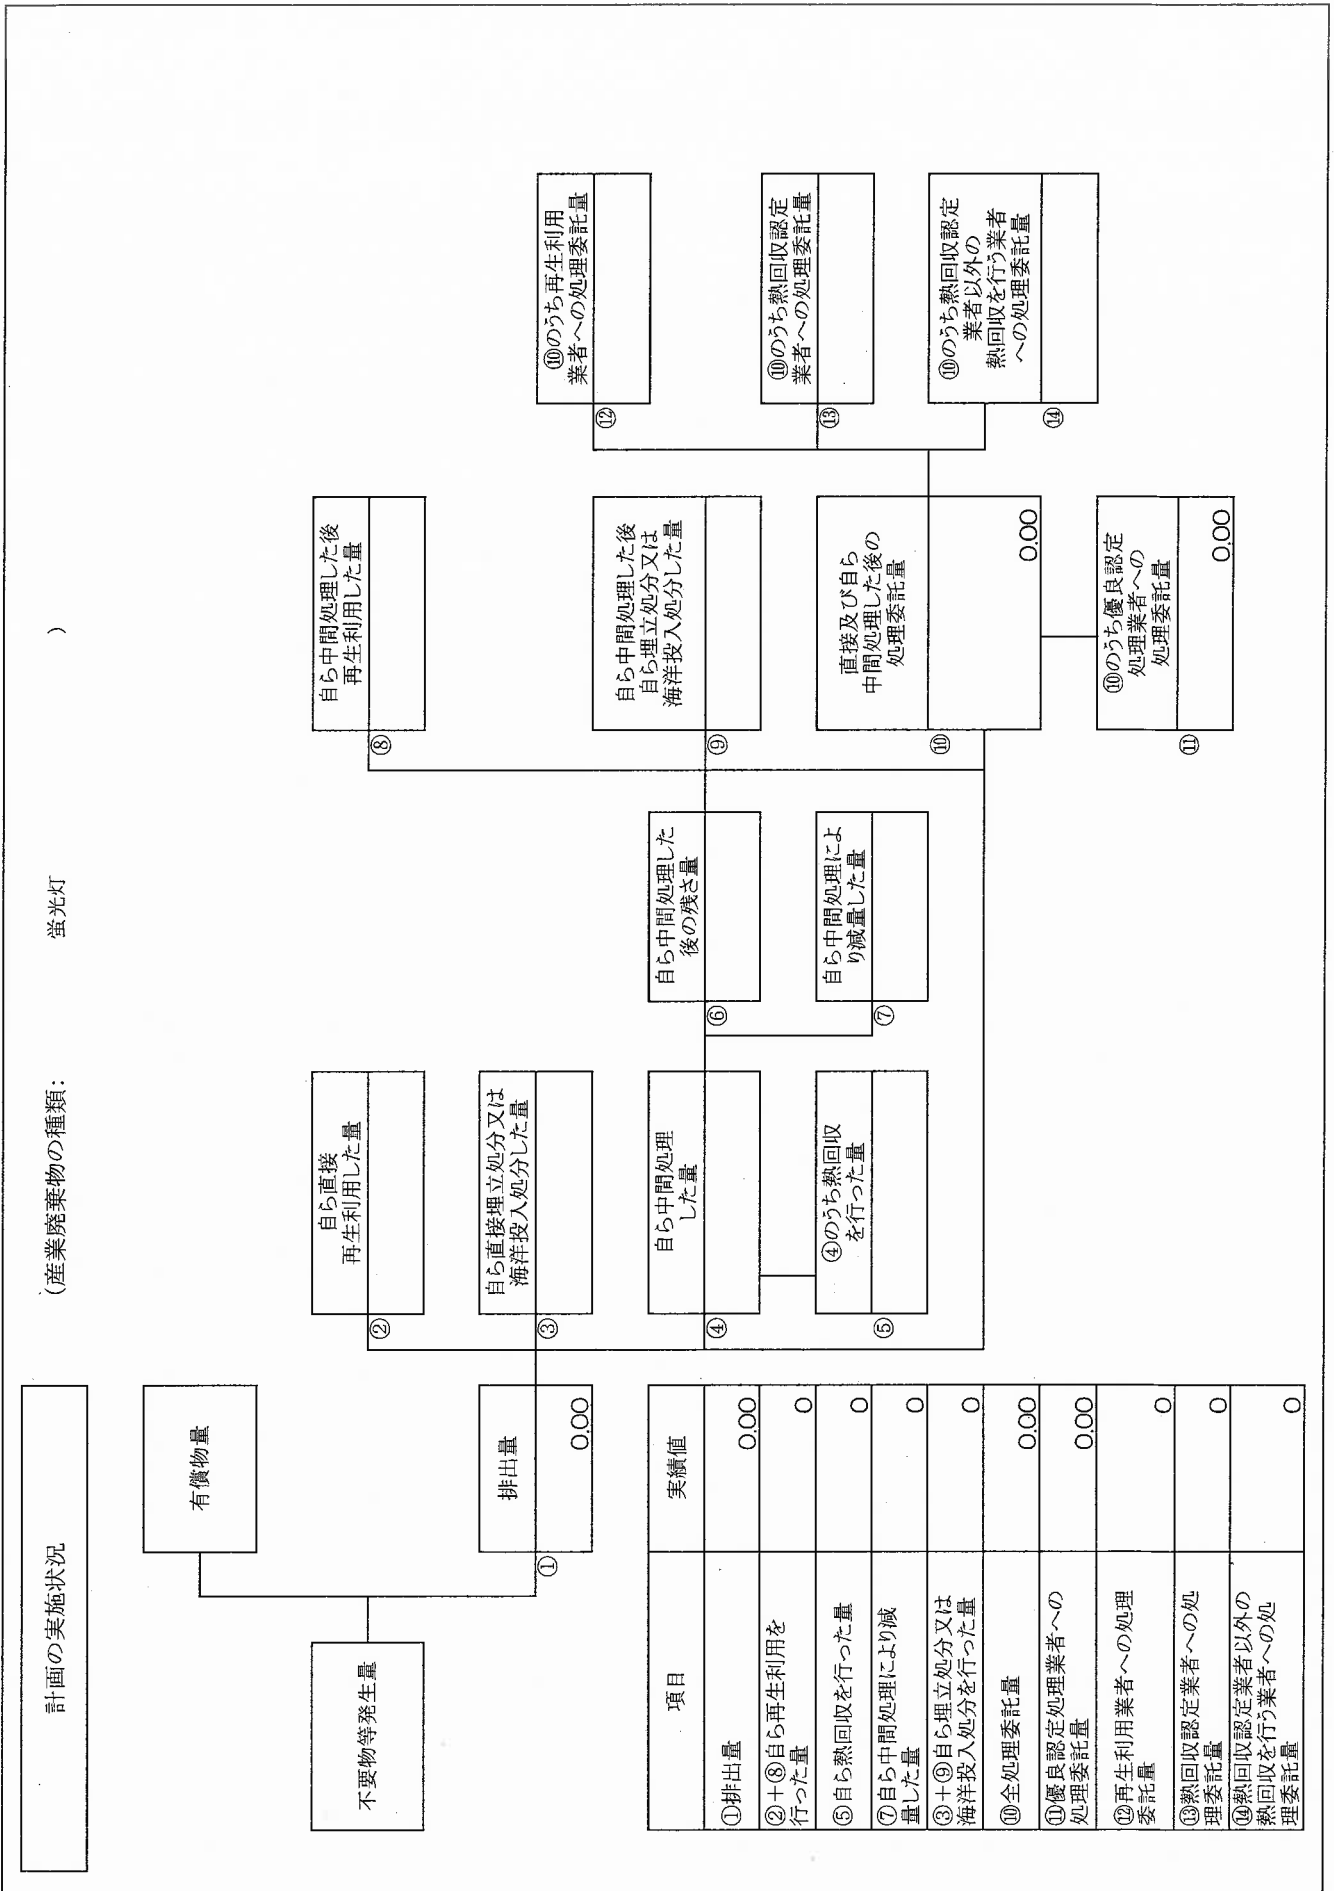 計画の実施状況
(産業廃棄物の種類: 蛍光灯 )
有償物量
不要物等発生量
①
排出量
0.00
②
自ら直接
再生利用した量
③
自ら直接埋立処分又は
海洋投入処分した量
④
自ら中間処理
した量
⑤
④のうち熱回収
を行った量
⑥
自ら中間処理した
後の残さ量
⑦
自ら中間処理によ
り減量した量
⑧
自ら中間処理した後
再生利用した量
⑨
自ら中間処理した後
自ら埋立処分又は
海洋投入処分した量
⑩
直接及び自ら
中間処理した後の
処理委託量
0.00
⑪
⑩のうち優良認定
処理業者への
処理委託量
0.00
⑫
⑩のうち再生利用
業者への処理委託量
⑬
⑩のうち熱回収認定
業者への処理委託量
⑭
⑩のうち熱回収認定
業者以外の
熱回収を行う業者
への処理委託量
項目 実績値
①排出量 0.00
②+⑧自ら再生利用を
行った量 0
⑤自ら熱回収を行った量 0
⑦自ら中間処理により減
量した量 0
③+⑨自ら埋立処分又は
海洋投入処分を行った量 0
⑩全処理委託量 0.00
⑪優良認定処理業者への
処理委託量 0.00
⑫再生利用業者への処理
委託量 0
⑬熱回収認定業者への処
理委託量 0
⑭熱回収認定業者以外の
熱回収を行う業者への処
理委託量 0